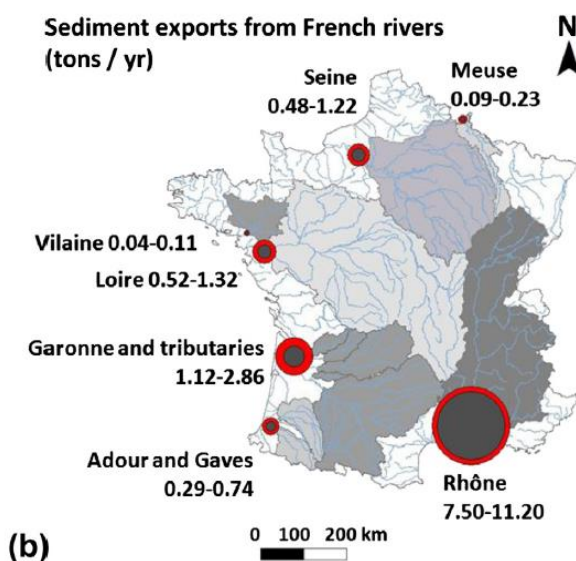 Sediment exports from French rivers
(tons / yr)
N
Seine
0.48-1.22
Meuse
0.09-0.23
Vilaine 0.04-0.11
Loire 0.52-1.32
Garonne and tributaries
1.12-2.86
Adour and Gaves
0.29-0.74
Rhône
7.50-11.20
(b)
0 100 200 km